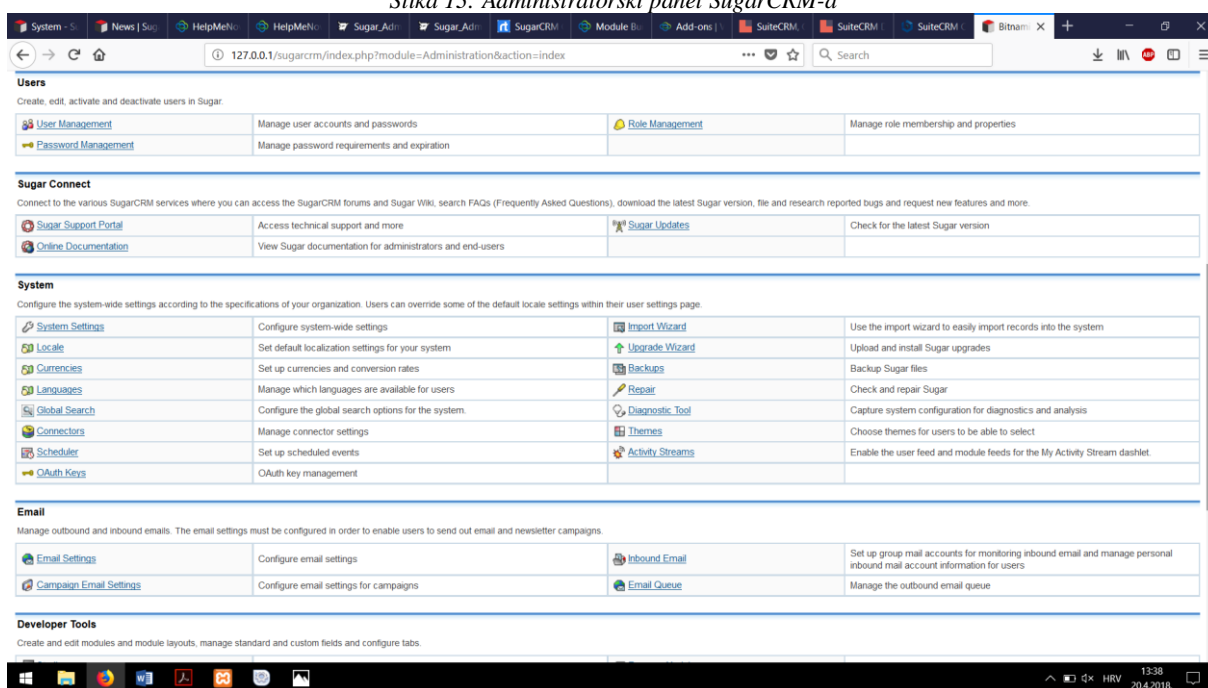 Slika 15. Administratorski panel SugarCRM-a
System - Su News | Sug HelpMeNo HelpMeNo Sugar_Adm Sugar_Adm SugarCRM Module Bu Add-ons | SuiteCRM, SuiteCRM SuiteCRM Bitnam
127.0.0.1/sugarcrm/index.php?module=Administration&action=index Search ABP
Users
Create, edit, activate and deactivate users in Sugar.
User Management Manage user accounts and passwords Role Management Manage role membership and properties
Password Management Manage password requirements and expiration
Sugar Connect
Connect to the various SugarCRM services where you can access the SugarCRM forums and Sugar Wiki, search FAQs (Frequently Asked Questions), download the latest Sugar version, file and research reported bugs and request new features and more.
Sugar Support Portal Access technical support and more Sugar Updates Check for the latest Sugar version
Online Documentation View Sugar documentation for administrators and end-users
System
Configure the system-wide settings according to the specifications of your organization. Users can override some of the default locale settings within their user settings page.
System Settings Configure system-wide settings Import Wizard Use the import wizard to easily import records into the system
Locale Set default localization settings for your system Upgrade Wizard Upload and install Sugar upgrades
Currencies Set up currencies and conversion rates Backups Backup Sugar files
Languages Manage which languages are available for users Repair Check and repair Sugar
Global Search Configure the global search options for the system. Diagnostic Tool Capture system configuration for diagnostics and analysis
Connectors Manage connector settings Themes Choose themes for users to be able to select
Scheduler Set up scheduled events Activity Streams Enable the user feed and module feeds for the My Activity Stream dashlet.
OAuth Keys OAuth key management
Email
Manage outbound and inbound emails. The email settings must be configured in order to enable users to send out email and newsletter campaigns.
Email Settings Configure email settings Inbound Email Set up group mail accounts for monitoring inbound email and manage personal
inbound mail account information for users
Campaign Email Settings Configure email settings for campaigns Email Queue Manage the outbound email queue
Developer Tools
Create and edit modules and module layouts, manage standard and custom fields and configure tabs.
HRV 13:38
20.4.2018.